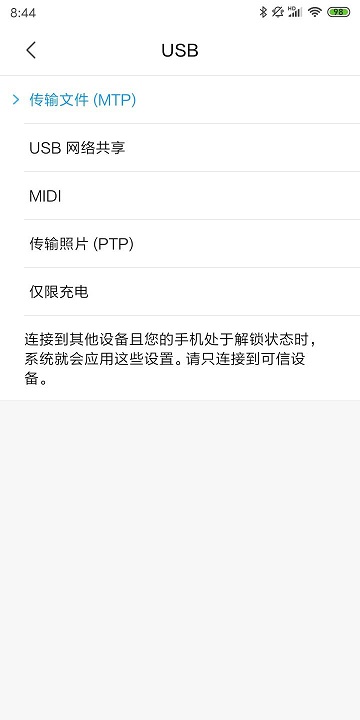 8:44
HD
98
USB
传输文件 (MTP)
USB 网络共享
MIDI
传输照片 (PTP)
仅限充电
连接到其他设备且您的手机处于解锁状态时，
系统就会应用这些设置。请只连接到可信设
备。